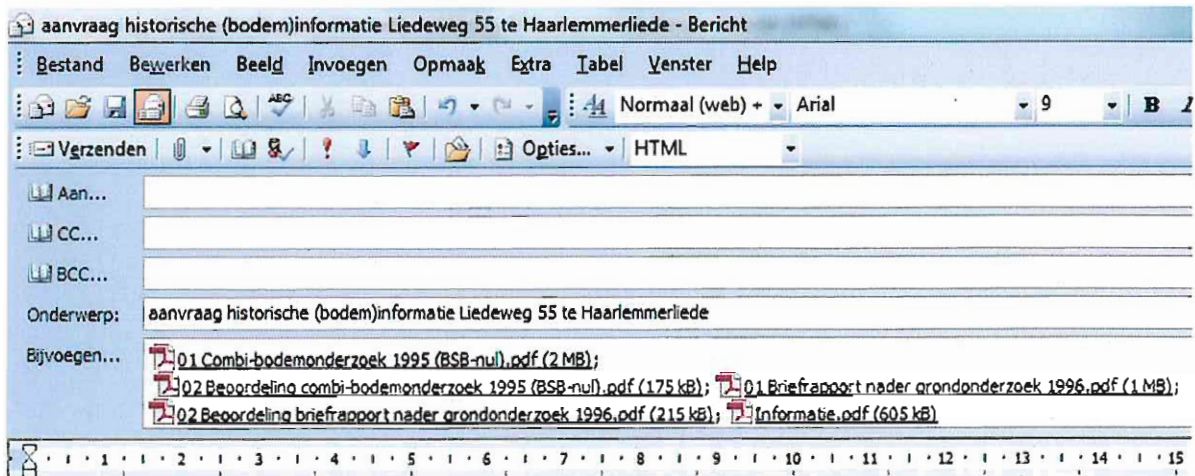 aanvraag historische (bodem)informatie Liedeweg 55 te Haarlemmerliede - Bericht
Bestand Bewerken Beeld Invoegen Opmaak Extra Tabel Venster Help
ABC A4 Normaal (web) + Arial 9 B I
Verzenden Opties... HTML
Aan...
CC...
BCC...
Onderwerp: aanvraag historische (bodem)informatie Liedeweg 55 te Haarlemmerliede
Bijvoegen... 01 Combi-bodemonderzoek 1995 (BSB-nul).pdf (2 MB);
02 Beoordeling combi-bodemonderzoek 1995 (BSB-nul).pdf (175 kB); 01 Briefrapport nader grondonderzoek 1996.pdf (1 MB);
02 Beoordeling briefrapport nader grondonderzoek 1996.pdf (215 kB); Informatie.pdf (605 kB)
1 1 2 3 4 5 6 7 8 9 10 11 12 13 14 15